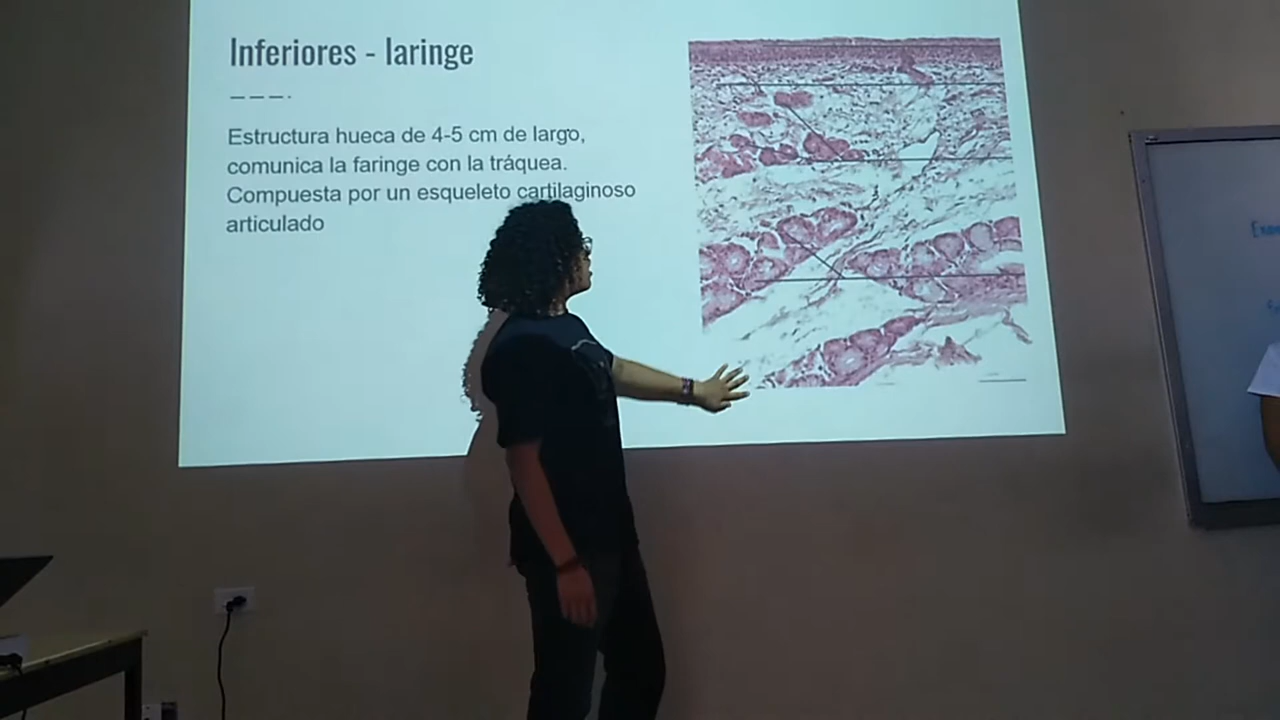 Inferiores - laringe
Estructura hueca de 4-5 cm de largo,
comunica la faringe con la tráquea.
Compuesta por un esqueleto cartilaginoso
articulado